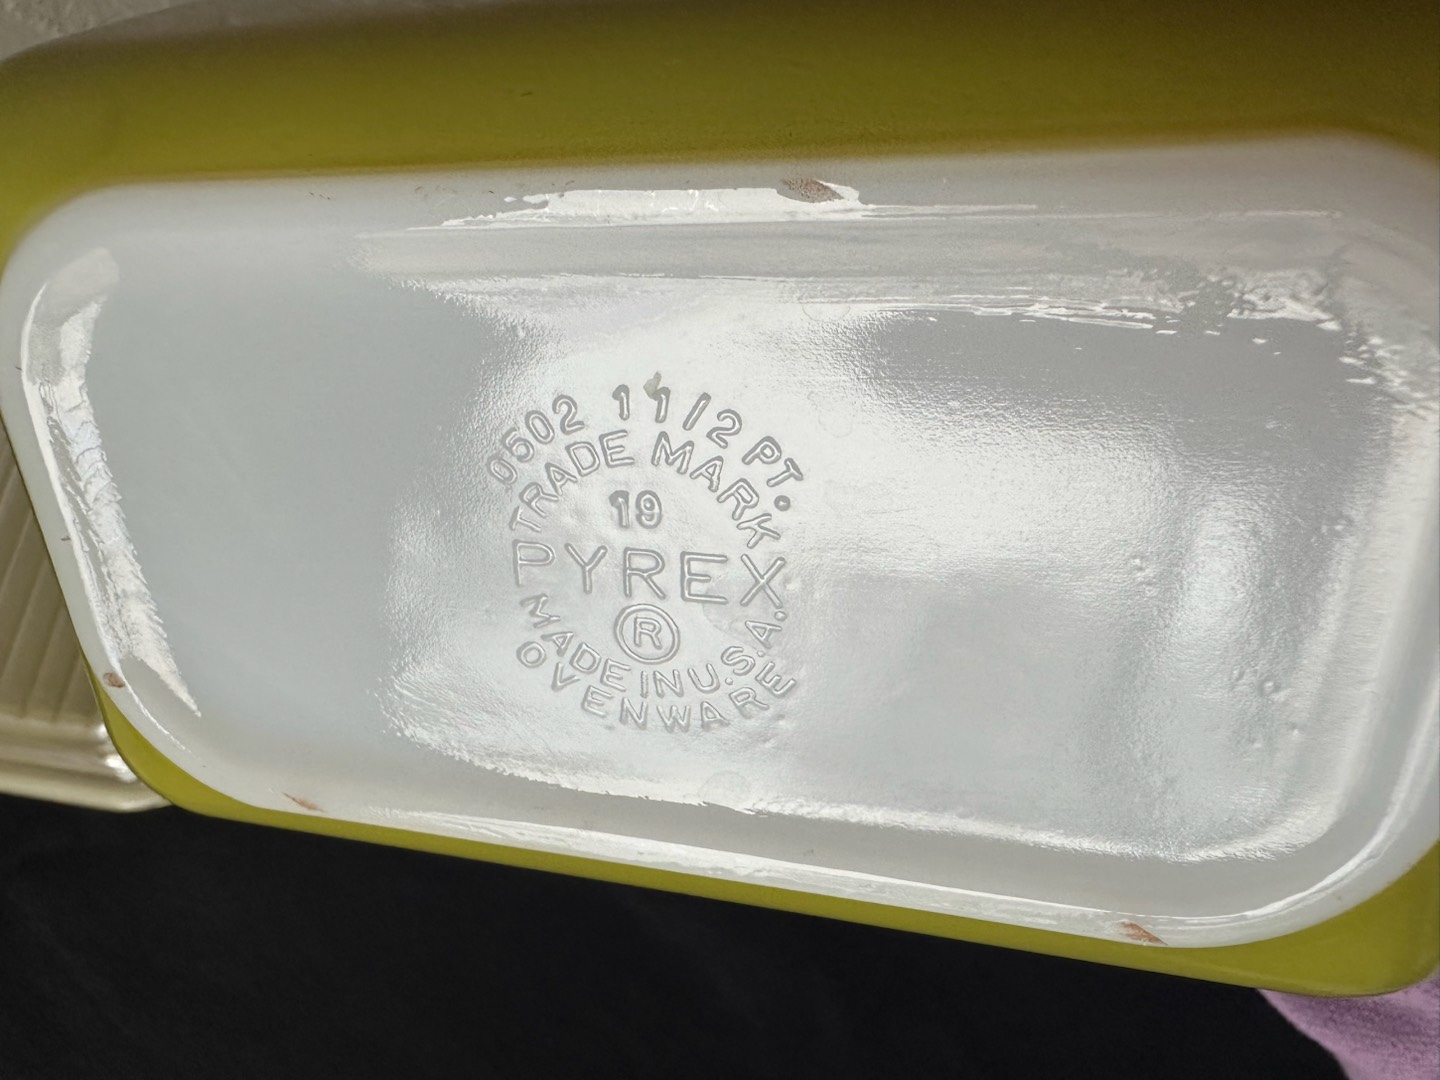 0502 1 1/2 PT.
TRADE MARK
19
PYREX
®
MADE IN U.S.A.
OVENWARE